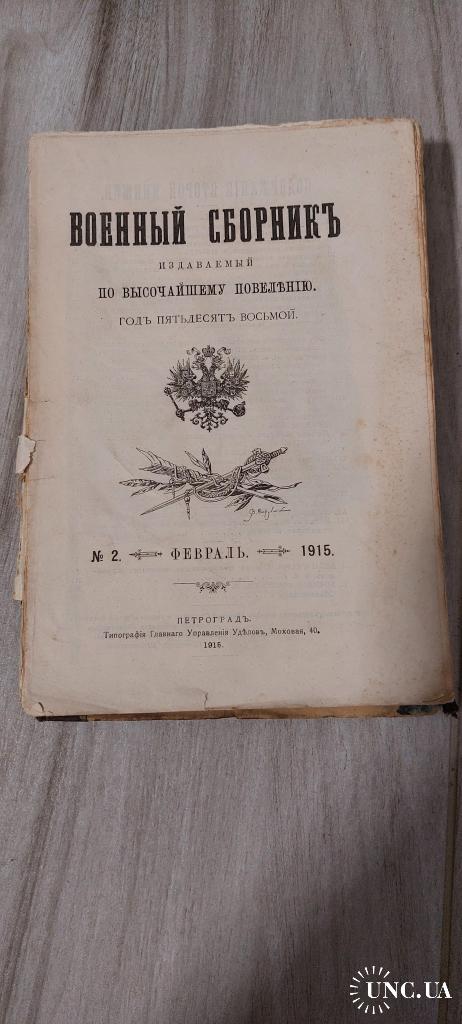 ВОЕННЫЙ СБОРНИКЪ
ИЗДАВАЕМЫЙ
ПО ВЫСОЧАЙШЕМУ ПОВЕЛѢНІЮ.
ГОДЪ ПЯТЬДЕСЯТЪ ВОСЬМОЙ.
№ 2. ФЕВРАЛЬ. 1915.
ПЕТРОГРАДЪ.
Типографія Главнаго Управленія Удѣловъ, Моховая, 40.
1915.
UNC.UA